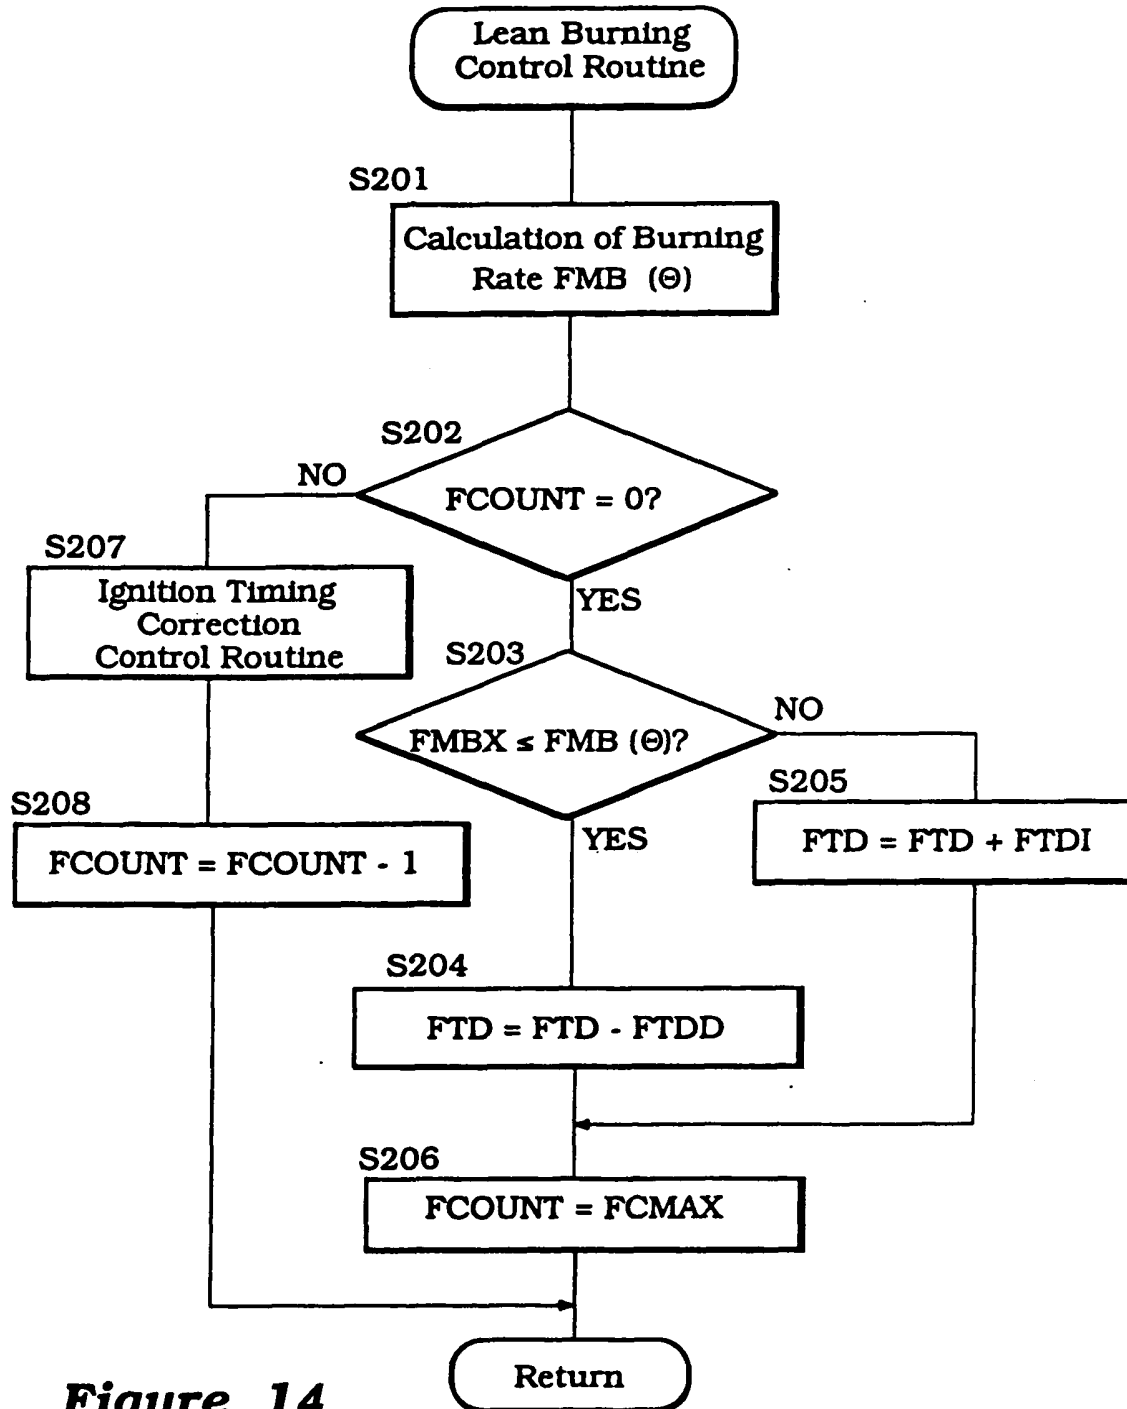 Lean Burning
Control Routine
S201
Calculation of Burning
Rate FMB (Θ)
S202
NO
FCOUNT = 0?
YES
S207
Ignition Timing
Correction
Control Routine
S203
FMBX ≤ FMB (Θ)?
NO
YES
S205
FTD = FTD + FTDI
S208
FCOUNT = FCOUNT - 1
S204
FTD = FTD - FTDD
S206
FCOUNT = FCMAX
Return
Figure 14